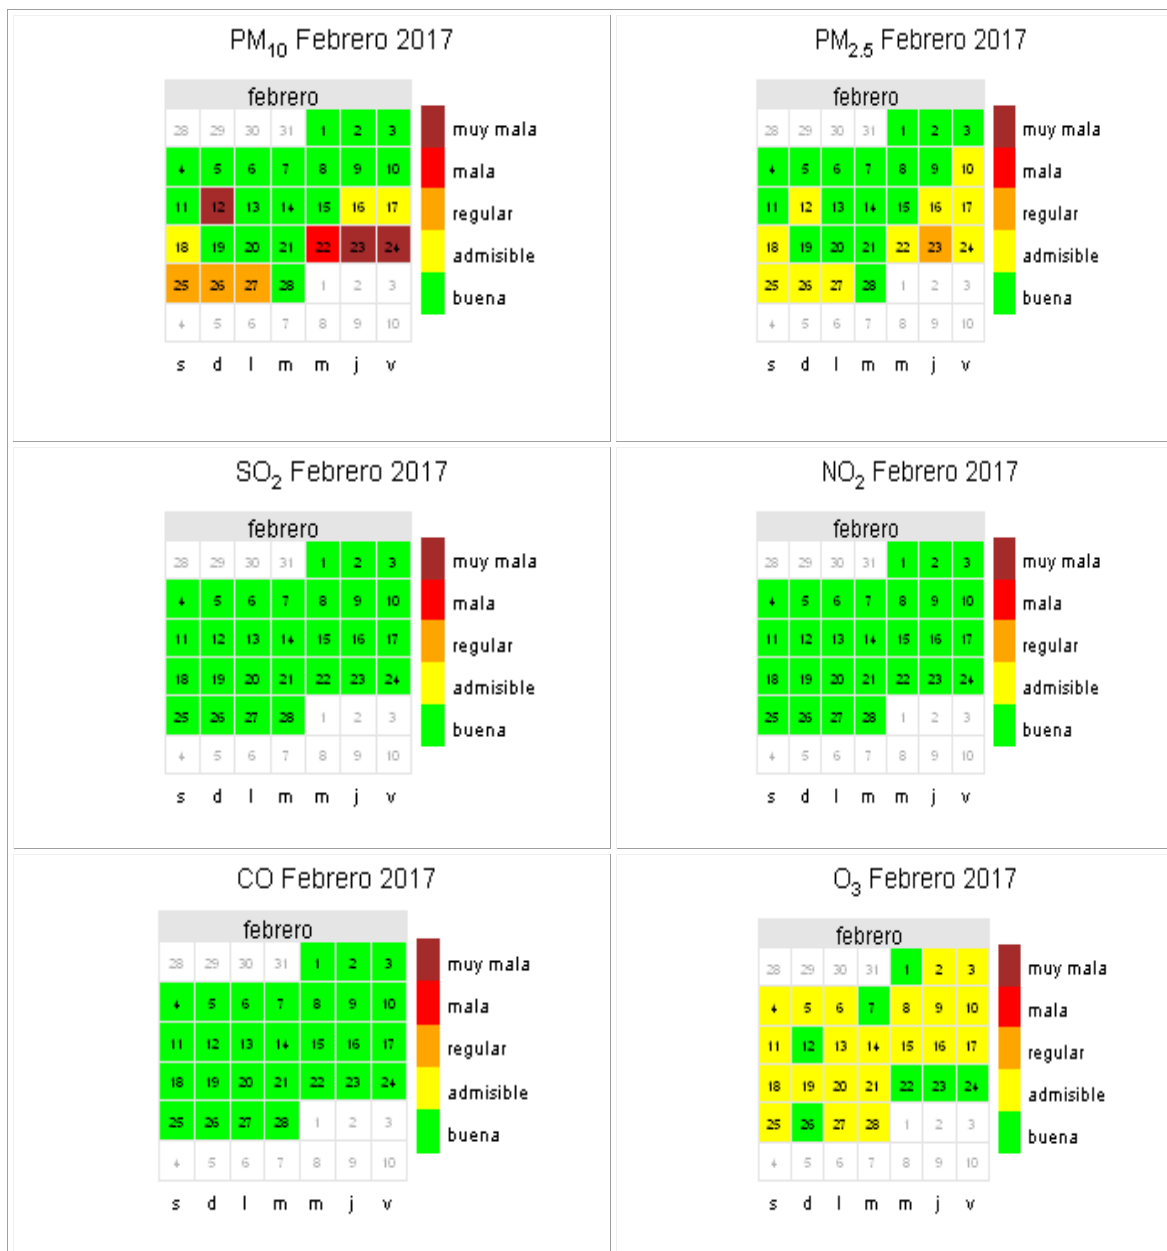 PM10 Febrero 2017
febrero
28 29 30 31 1 2 3
4 5 6 7 8 9 10
11 12 13 14 15 16 17
18 19 20 21 22 23 24
25 26 27 28 1 2 3
4 5 6 7 8 9 10
s d l m m j v
muy mala
mala
regular
admisible
buena
PM2.5 Febrero 2017
febrero
28 29 30 31 1 2 3
4 5 6 7 8 9 10
11 12 13 14 15 16 17
18 19 20 21 22 23 24
25 26 27 28 1 2 3
4 5 6 7 8 9 10
s d l m m j v
muy mala
mala
regular
admisible
buena
SO2 Febrero 2017
febrero
28 29 30 31 1 2 3
4 5 6 7 8 9 10
11 12 13 14 15 16 17
18 19 20 21 22 23 24
25 26 27 28 1 2 3
4 5 6 7 8 9 10
s d l m m j v
muy mala
mala
regular
admisible
buena
NO2 Febrero 2017
febrero
28 29 30 31 1 2 3
4 5 6 7 8 9 10
11 12 13 14 15 16 17
18 19 20 21 22 23 24
25 26 27 28 1 2 3
4 5 6 7 8 9 10
s d l m m j v
muy mala
mala
regular
admisible
buena
CO Febrero 2017
febrero
28 29 30 31 1 2 3
4 5 6 7 8 9 10
11 12 13 14 15 16 17
18 19 20 21 22 23 24
25 26 27 28 1 2 3
4 5 6 7 8 9 10
s d l m m j v
muy mala
mala
regular
admisible
buena
O3 Febrero 2017
febrero
28 29 30 31 1 2 3
4 5 6 7 8 9 10
11 12 13 14 15 16 17
18 19 20 21 22 23 24
25 26 27 28 1 2 3
4 5 6 7 8 9 10
s d l m m j v
muy mala
mala
regular
admisible
buena